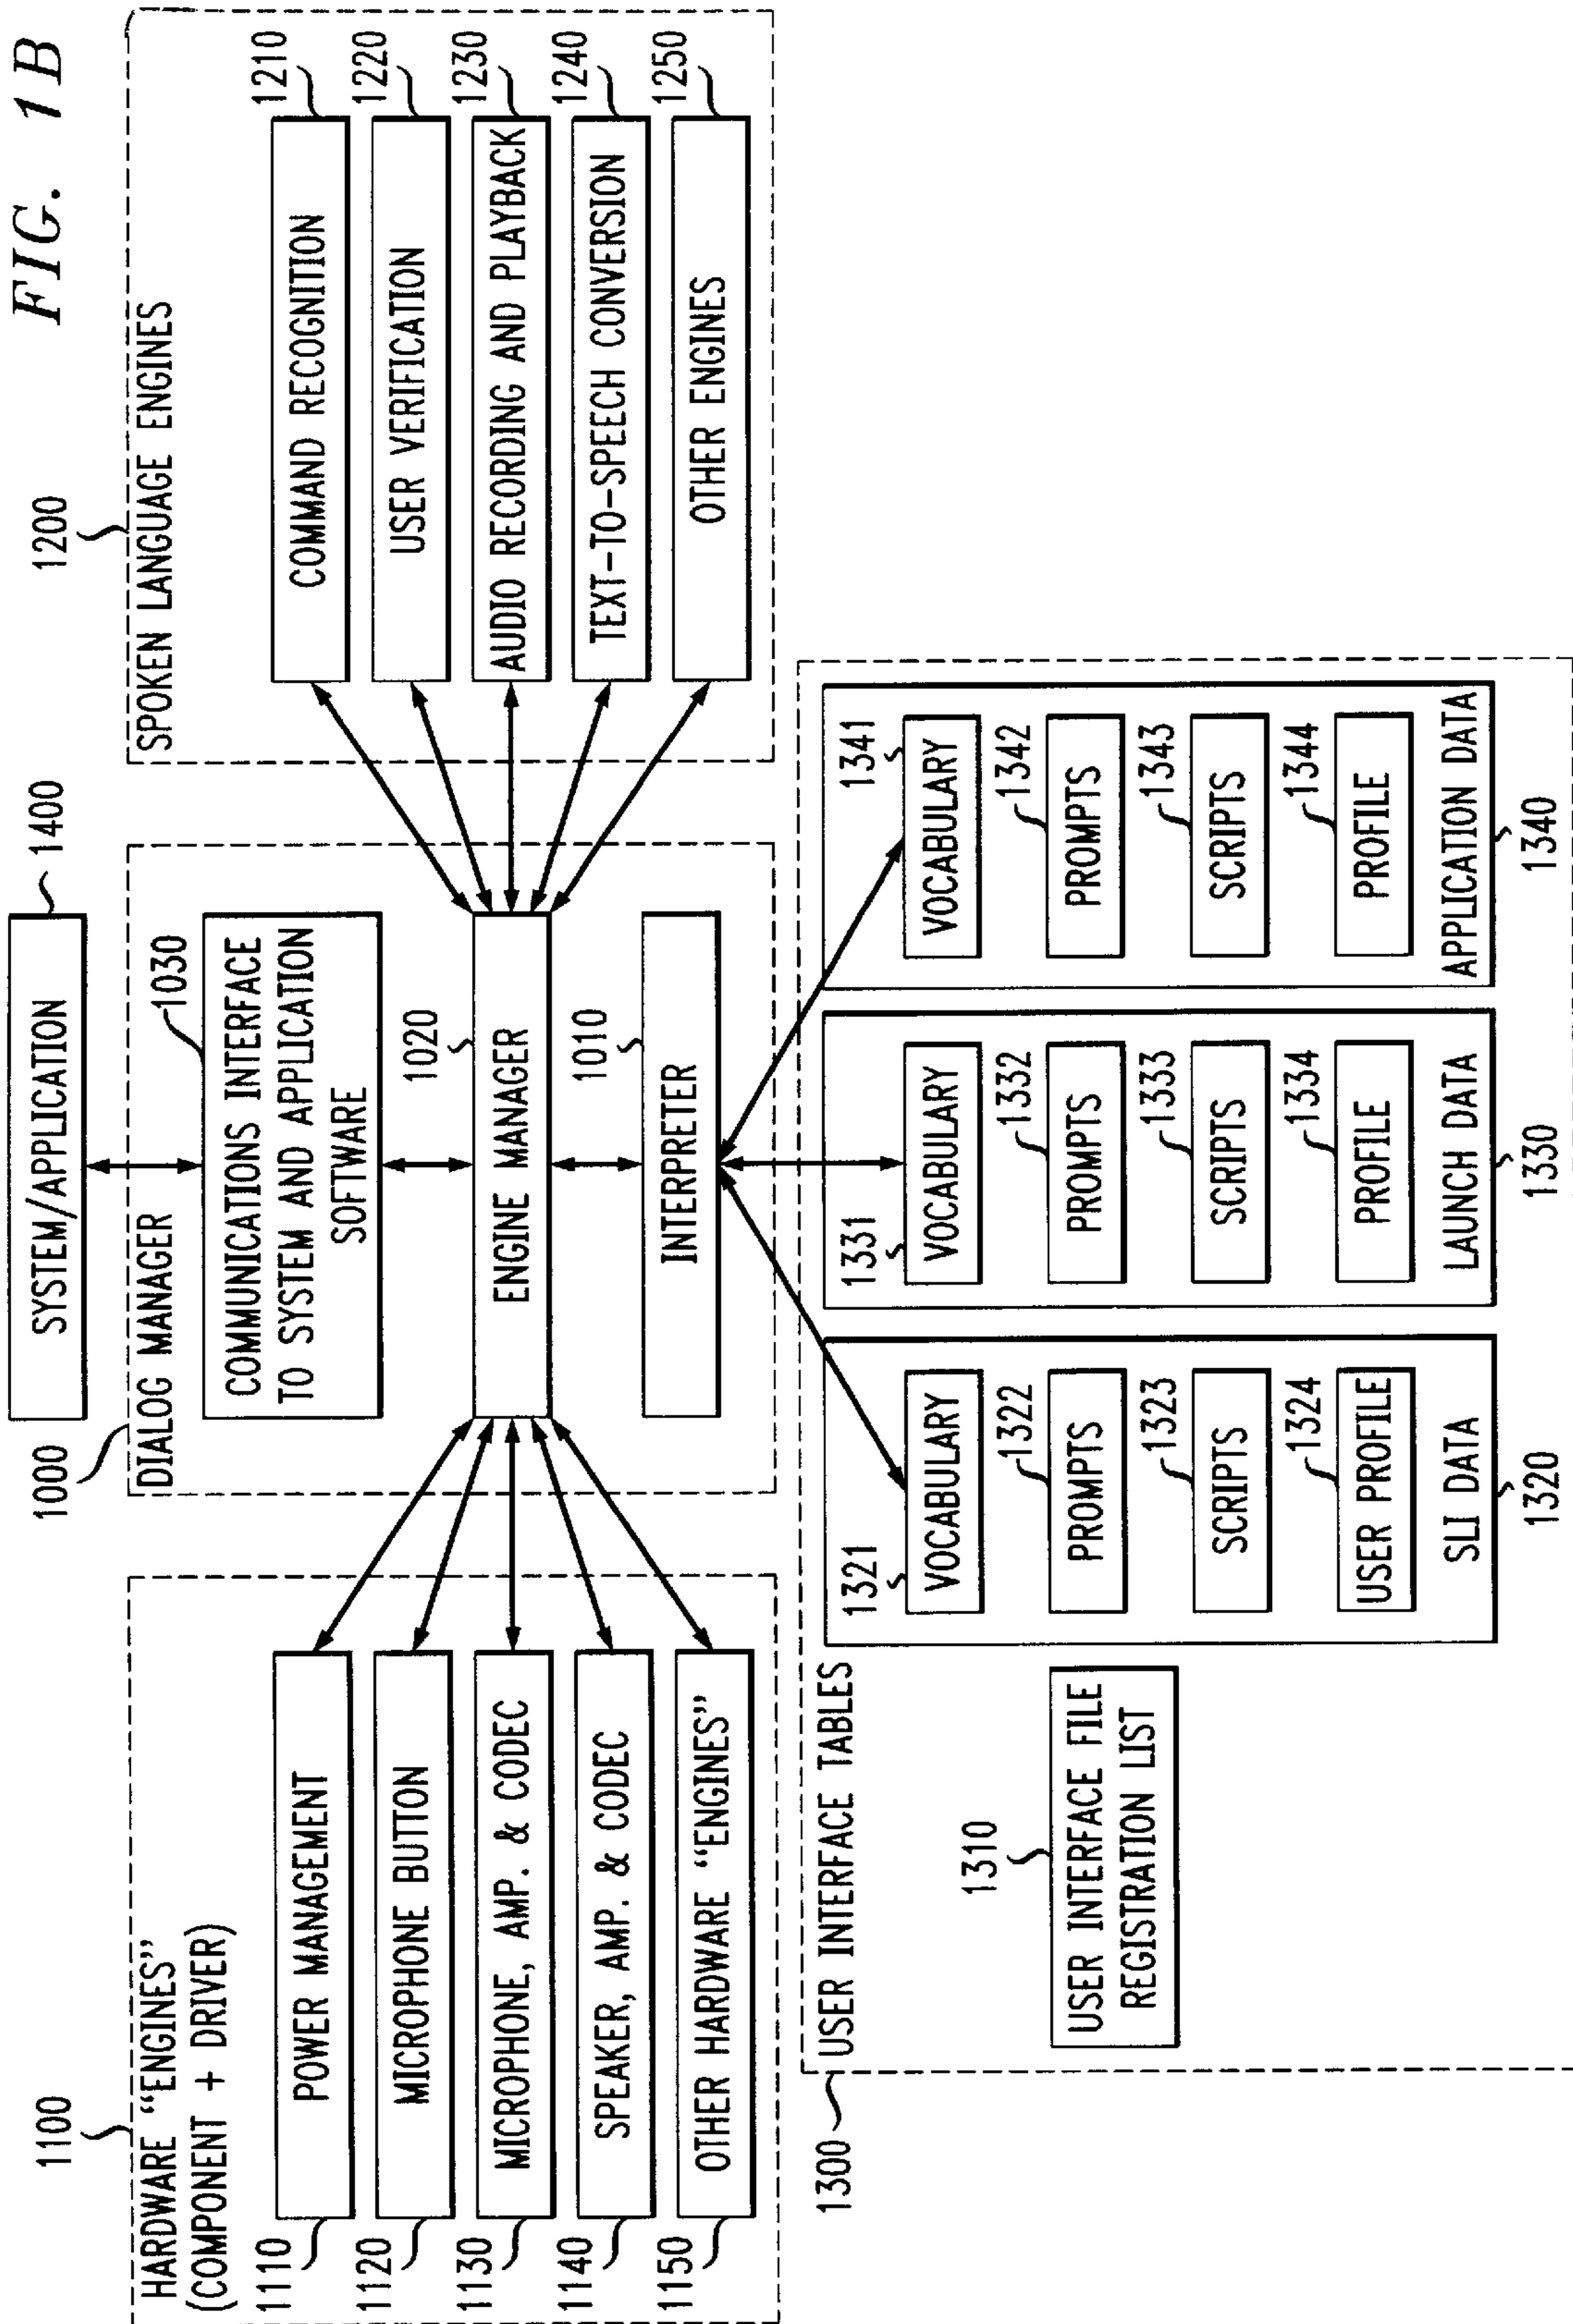 FIG. 1B
SYSTEM/APPLICATION
1400
1000
DIALOG MANAGER
COMMUNICATIONS INTERFACE
TO SYSTEM AND APPLICATION
SOFTWARE
1030
1020
ENGINE MANAGER
1010
INTERPRETER
1100
HARDWARE “ENGINES”
(COMPONENT + DRIVER)
1110
POWER MANAGEMENT
1120
MICROPHONE BUTTON
1130
MICROPHONE, AMP. & CODEC
1140
SPEAKER, AMP. & CODEC
1150
OTHER HARDWARE “ENGINES”
1200
SPOKEN LANGUAGE ENGINES
COMMAND RECOGNITION
1210
USER VERIFICATION
1220
AUDIO RECORDING AND PLAYBACK
1230
TEXT-TO-SPEECH CONVERSION
1240
OTHER ENGINES
1250
1300
USER INTERFACE TABLES
1310
USER INTERFACE FILE
REGISTRATION LIST
1321
VOCABULARY
1322
PROMPTS
1323
SCRIPTS
1324
USER PROFILE
SLI DATA
1320
1331
VOCABULARY
1332
PROMPTS
1333
SCRIPTS
1334
PROFILE
LAUNCH DATA
1330
1341
VOCABULARY
1342
PROMPTS
1343
SCRIPTS
1344
PROFILE
APPLICATION DATA
1340